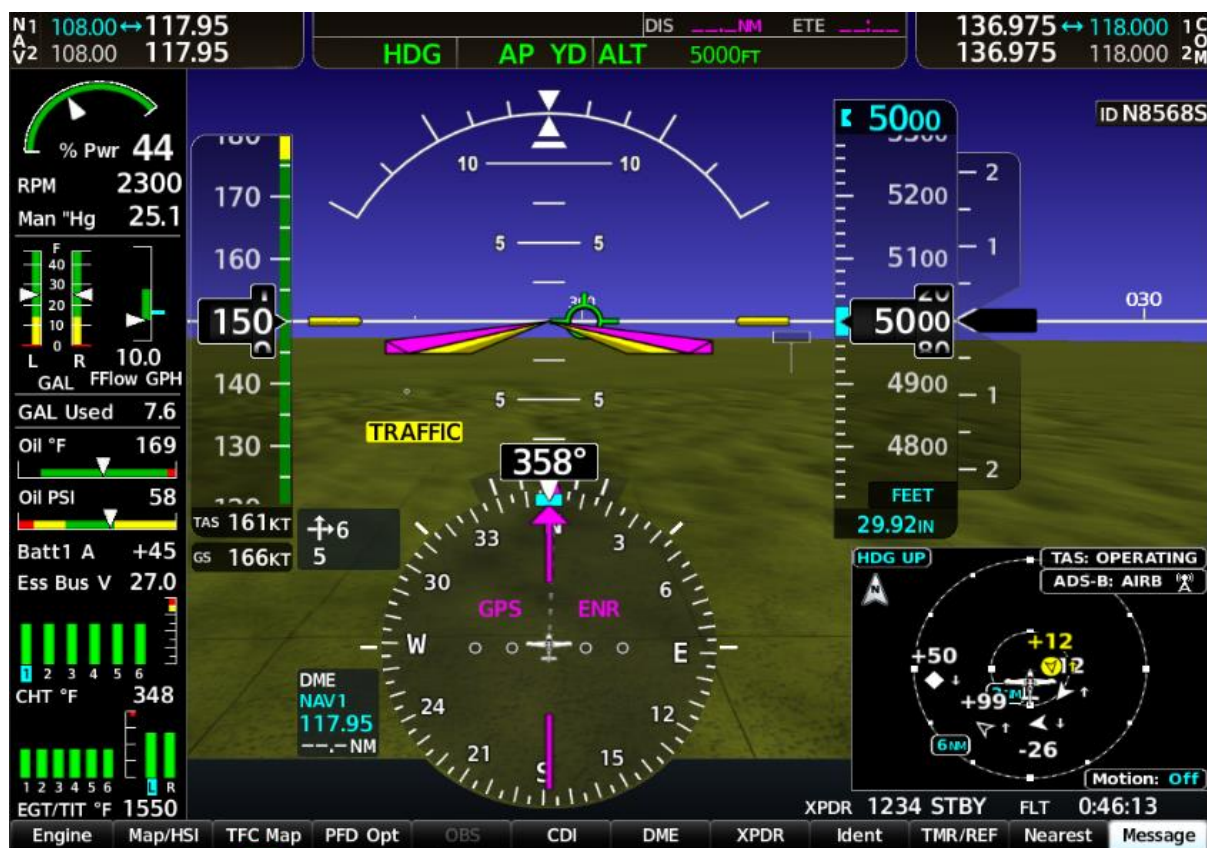 N1 108.00 ↔ 117.95
A
V2 108.00 117.95
DIS __._NM ETE __:__
HDG AP YD ALT 5000FT
136.975 ↔ 118.000 1 C
O
136.975 118.000 2 M
ID N8568S
% Pwr 44
RPM 2300
Man "Hg 25.1
F
40
30
20
10
0
L R
GAL
10.0
FFlow GPH
GAL Used 7.6
Oil °F 169
Oil PSI 58
Batt1 A +45
Ess Bus V 27.0
1 2 3 4 5 6
CHT °F 348
1 2 3 4 5 6 L R
EGT/TIT °F 1550
170
160
150
140
130
TAS 161KT
GS 166KT
6
5
10 10
5 5
5 5
030
TRAFFIC
358°
5000
5200
5100
5000
4900
4800
2
1
1
2
FEET
29.92IN
N
33 3
30 6
W E
24 12
21 15
S
GPS ENR
DME
NAV1
117.95
--.-NM
HDG UP
N
TAS: OPERATING
ADS-B: AIRB
+12
+50
+99
6NM
-26
Motion: Off
XPDR 1234 STBY FLT 0:46:13
Engine Map/HSI TFC Map PFD Opt OBS CDI DME XPDR Ident TMR/REF Nearest Message